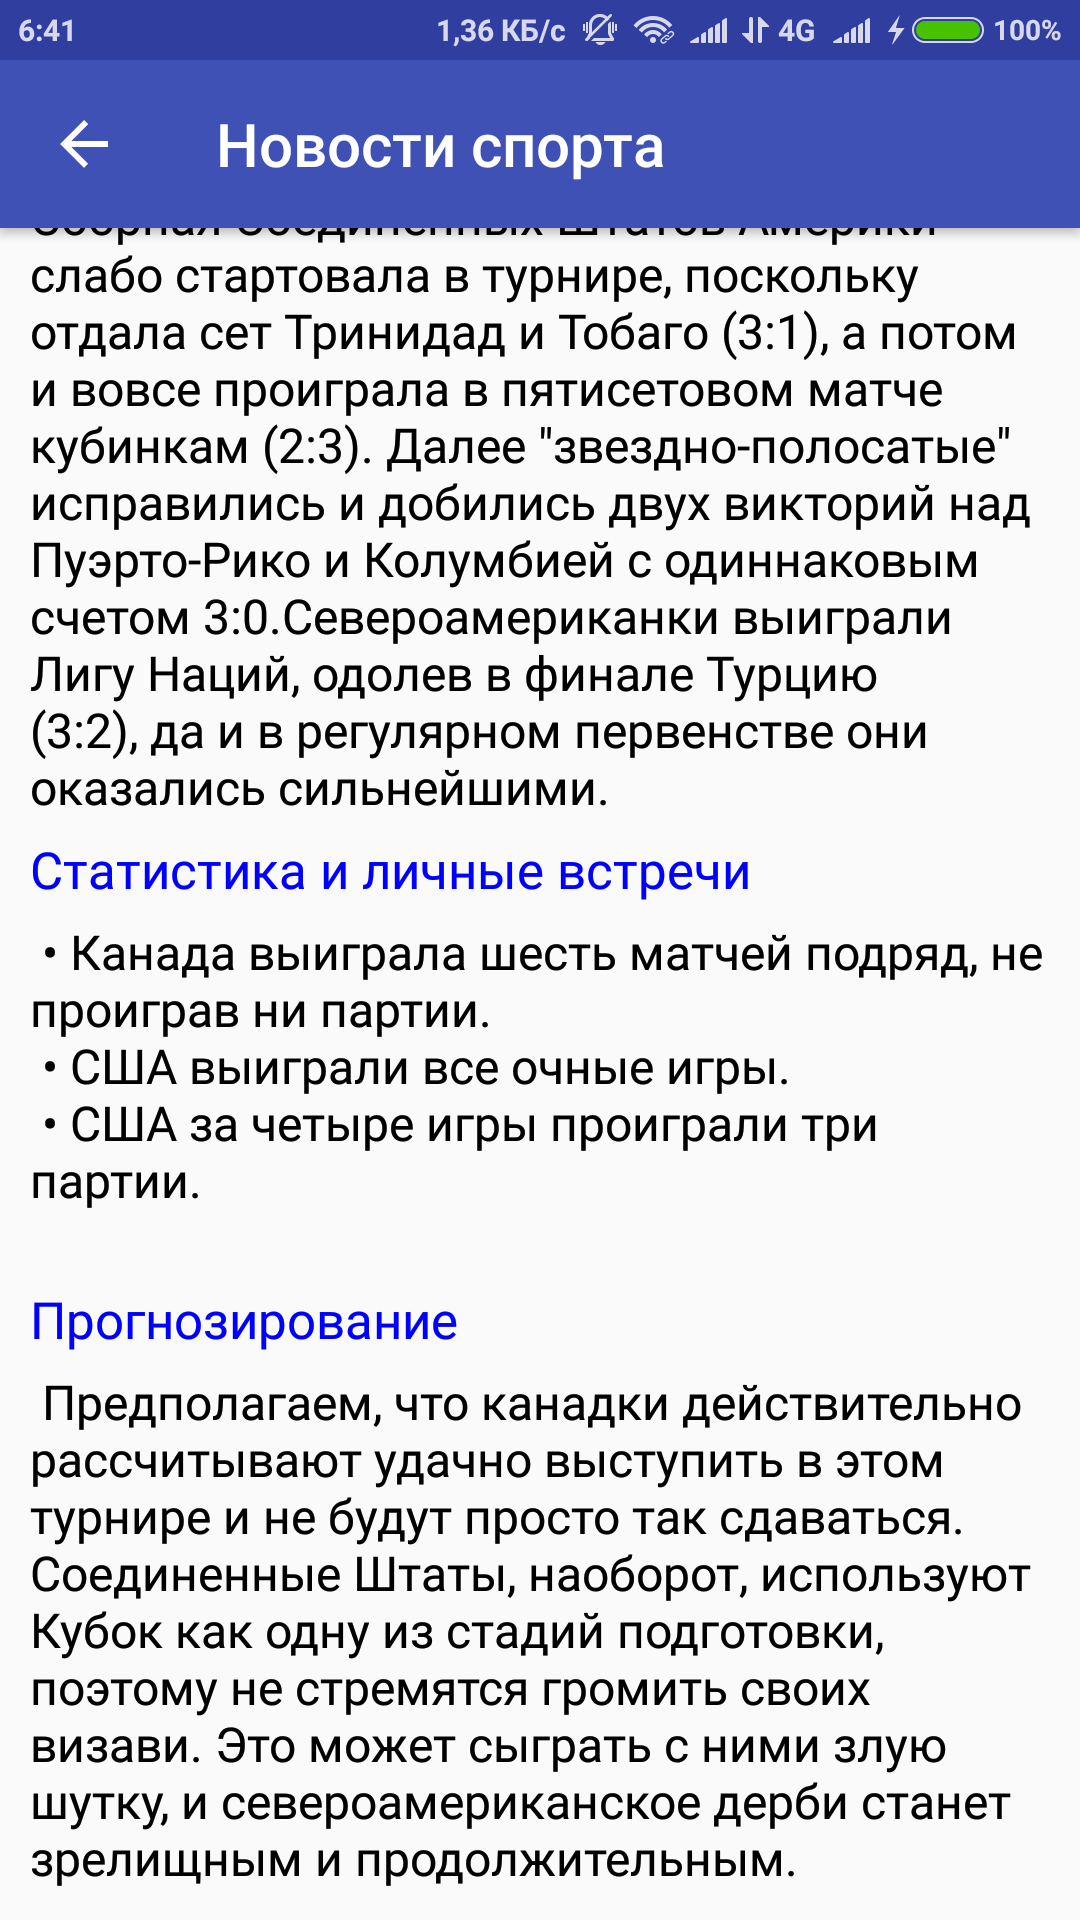 6:41
1,36 КБ/с
4G
100%
Новости спорта
Сборная Соединенных Штатов Америки
слабо стартовала в турнире, поскольку
отдала сет Тринидад и Тобаго (3:1), а потом
и вовсе проиграла в пятисетовом матче
кубинкам (2:3). Далее "звездно-полосатые"
исправились и добились двух викторий над
Пуэрто-Рико и Колумбией с одиннаковым
счетом 3:0.Североамериканки выиграли
Лигу Наций, одолев в финале Турцию
(3:2), да и в регулярном первенстве они
оказались сильнейшими.
Статистика и личные встречи
• Канада выиграла шесть матчей подряд, не
проиграв ни партии.
• США выиграли все очные игры.
• США за четыре игры проиграли три
партии.
Прогнозирование
Предполагаем, что канадки действительно
рассчитывают удачно выступить в этом
турнире и не будут просто так сдаваться.
Соединенные Штаты, наоборот, используют
Кубок как одну из стадий подготовки,
поэтому не стремятся громить своих
визави. Это может сыграть с ними злую
шутку, и североамериканское дерби станет
зрелищным и продолжительным.